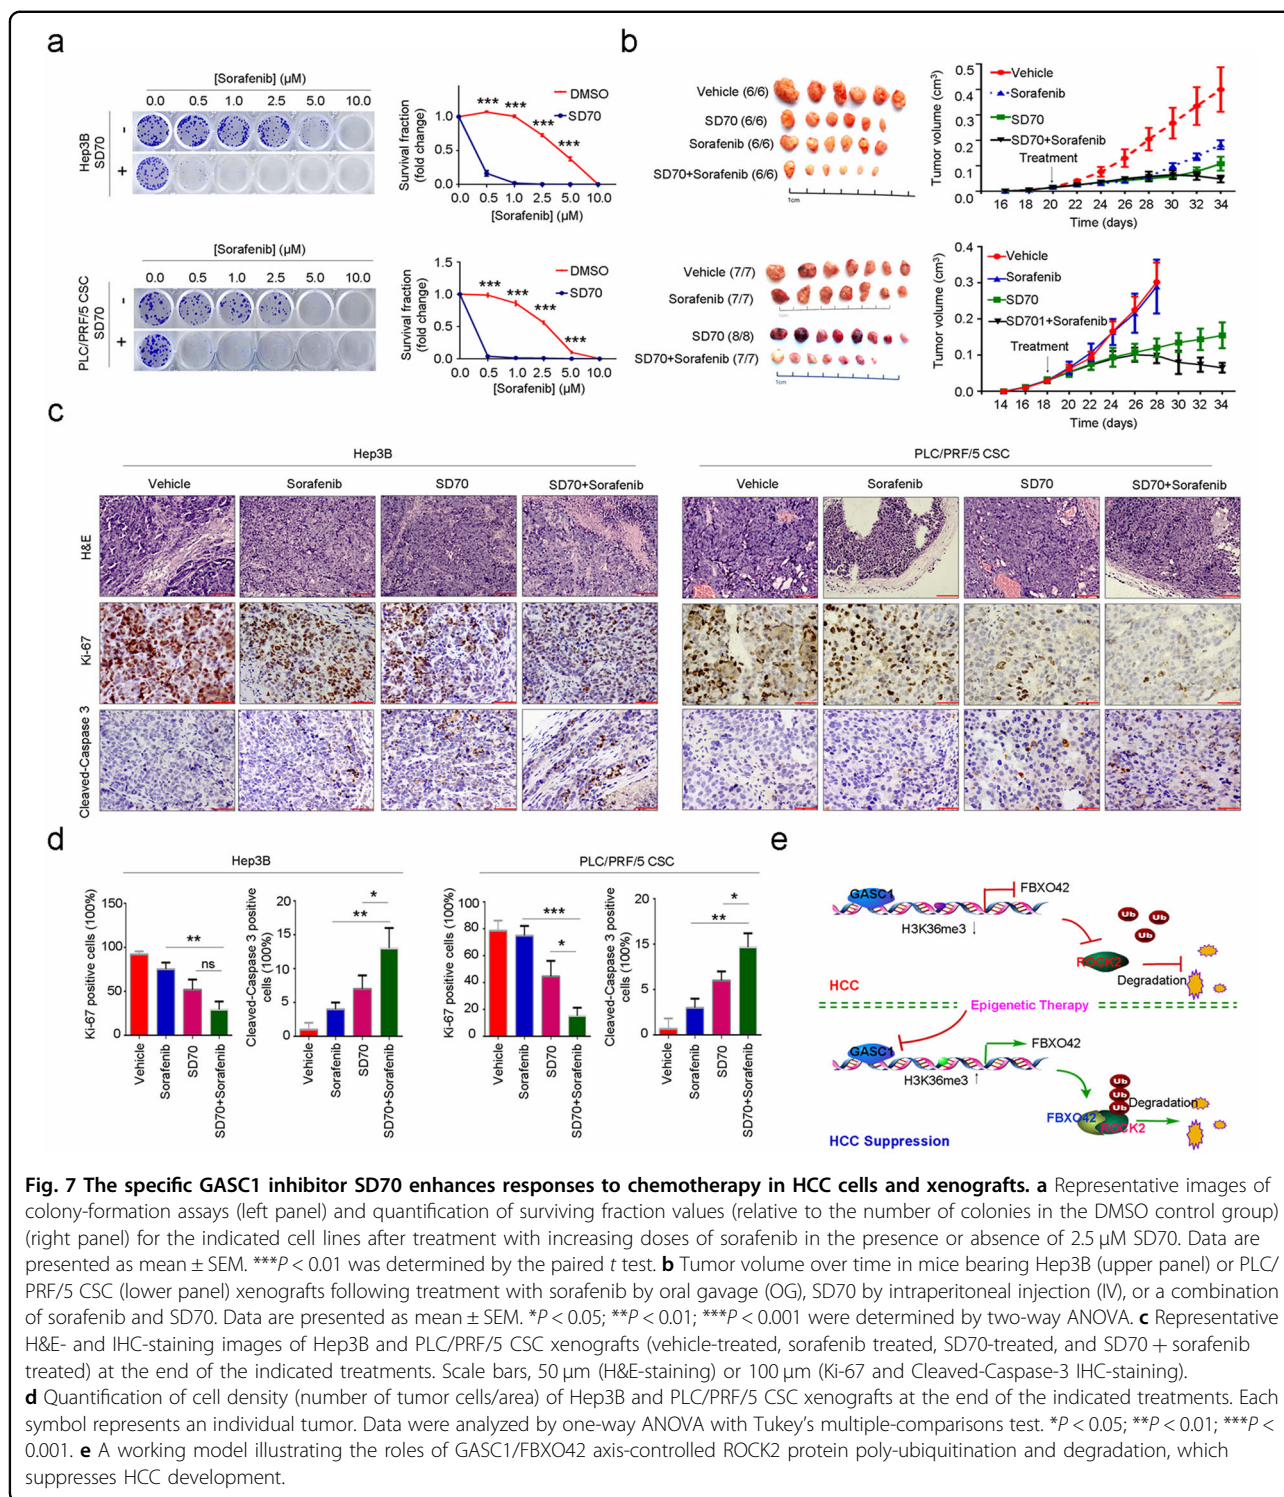 a
[Sorafenib] (µM)
0.0 0.5 1.0 2.5 5.0 10.0
Hep3B
SD70
-
+
Survival fraction
(fold change)
1.5
1.0
0.5
0.0
*** *** *** ***
DMSO
SD70
0.0 0.5 1.0 2.5 5.0 10.0
[Sorafenib] (µM)
[Sorafenib] (µM)
0.0 0.5 1.0 2.5 5.0 10.0
PLC/PRF/5 CSC
SD70
-
+
Survival fraction
(fold change)
1.5
1.0
0.5
0.0
*** *** *** ***
DMSO
SD70
0.0 0.5 1.0 2.5 5.0 10.0
[Sorafenib] (µM)
b
Vehicle (6/6)
SD70 (6/6)
Sorafenib (6/6)
SD70+Sorafenib (6/6)
1cm
Tumor volume (cm³)
0.5
0.4
0.3
0.2
0.1
0.0
Vehicle
Sorafenib
SD70
SD70+Sorafenib
Treatment
16 18 20 22 24 26 28 30 32 34
Time (days)
Vehicle (7/7)
Sorafenib (7/7)
1cm
SD70 (8/8)
SD70+Sorafenib (7/7)
1cm
Tumor volume (cm³)
0.4
0.3
0.2
0.1
0.0
Vehicle
Sorafenib
SD70
SD701+Sorafenib
Treatment
14 16 18 20 22 24 26 28 30 32 34
Time (days)
c
Hep3B
PLC/PRF/5 CSC
Vehicle Sorafenib SD70 SD70+Sorafenib Vehicle Sorafenib SD70 SD70+Sorafenib
H&E
Ki-67
Cleaved-Caspase 3
d
Hep3B
Ki-67 positive cells (100%)
150
100
50
0
**
ns
Vehicle
Sorafenib
SD70
SD70+Sorafenib
Cleaved-Caspase 3 positive
cells (100%)
20
15
10
5
0
*
**
Vehicle
Sorafenib
SD70
SD70+Sorafenib
PLC/PRF/5 CSC
Ki-67 positive cells (100%)
100
80
60
40
20
0
***
*
Vehicle
Sorafenib
SD70
SD70+Sorafenib
Cleaved-Caspase 3 positive
cells (100%)
20
15
10
5
0
*
**
Vehicle
Sorafenib
SD70
SD70+Sorafenib
e
GASC1
FBXO42
H3K36me3 ↓
Ub Ub
Ub
ROCK2
Degradation
HCC
Epigenetic Therapy
GASC1
FBXO42
H3K36me3 ↑
Ub
Ub
Ub
Degradation
FBXO42
ROCK2
HCC Suppression
Fig. 7 The specific GASC1 inhibitor SD70 enhances responses to chemotherapy in HCC cells and xenografts. a Representative images of
colony-formation assays (left panel) and quantification of surviving fraction values (relative to the number of colonies in the DMSO control group)
(right panel) for the indicated cell lines after treatment with increasing doses of sorafenib in the presence or absence of 2.5 µM SD70. Data are
presented as mean ± SEM. ***P < 0.01 was determined by the paired t test. b Tumor volume over time in mice bearing Hep3B (upper panel) or PLC/
PRF/5 CSC (lower panel) xenografts following treatment with sorafenib by oral gavage (OG), SD70 by intraperitoneal injection (IV), or a combination
of sorafenib and SD70. Data are presented as mean ± SEM. *P < 0.05; **P < 0.01; ***P < 0.001 were determined by two-way ANOVA. c Representative
H&E- and IHC-staining images of Hep3B and PLC/PRF/5 CSC xenografts (vehicle-treated, sorafenib treated, SD70-treated, and SD70 + sorafenib
treated) at the end of the indicated treatments. Scale bars, 50 µm (H&E-staining) or 100 µm (Ki-67 and Cleaved-Caspase-3 IHC-staining).
d Quantification of cell density (number of tumor cells/area) of Hep3B and PLC/PRF/5 CSC xenografts at the end of the indicated treatments. Each
symbol represents an individual tumor. Data were analyzed by one-way ANOVA with Tukey's multiple-comparisons test. *P < 0.05; **P < 0.01; ***P <
0.001. e A working model illustrating the roles of GASC1/FBXO42 axis-controlled ROCK2 protein poly-ubiquitination and degradation, which
suppresses HCC development.